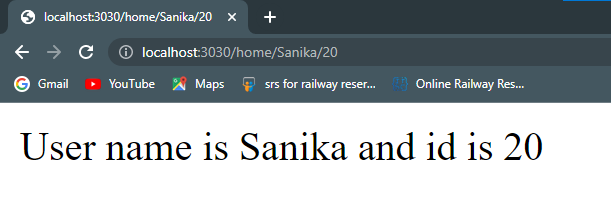 localhost:3030/home/Sanika/20
localhost:3030/home/Sanika/20
Gmail YouTube Maps srs for railway reser... Online Railway Res...
User name is Sanika and id is 20